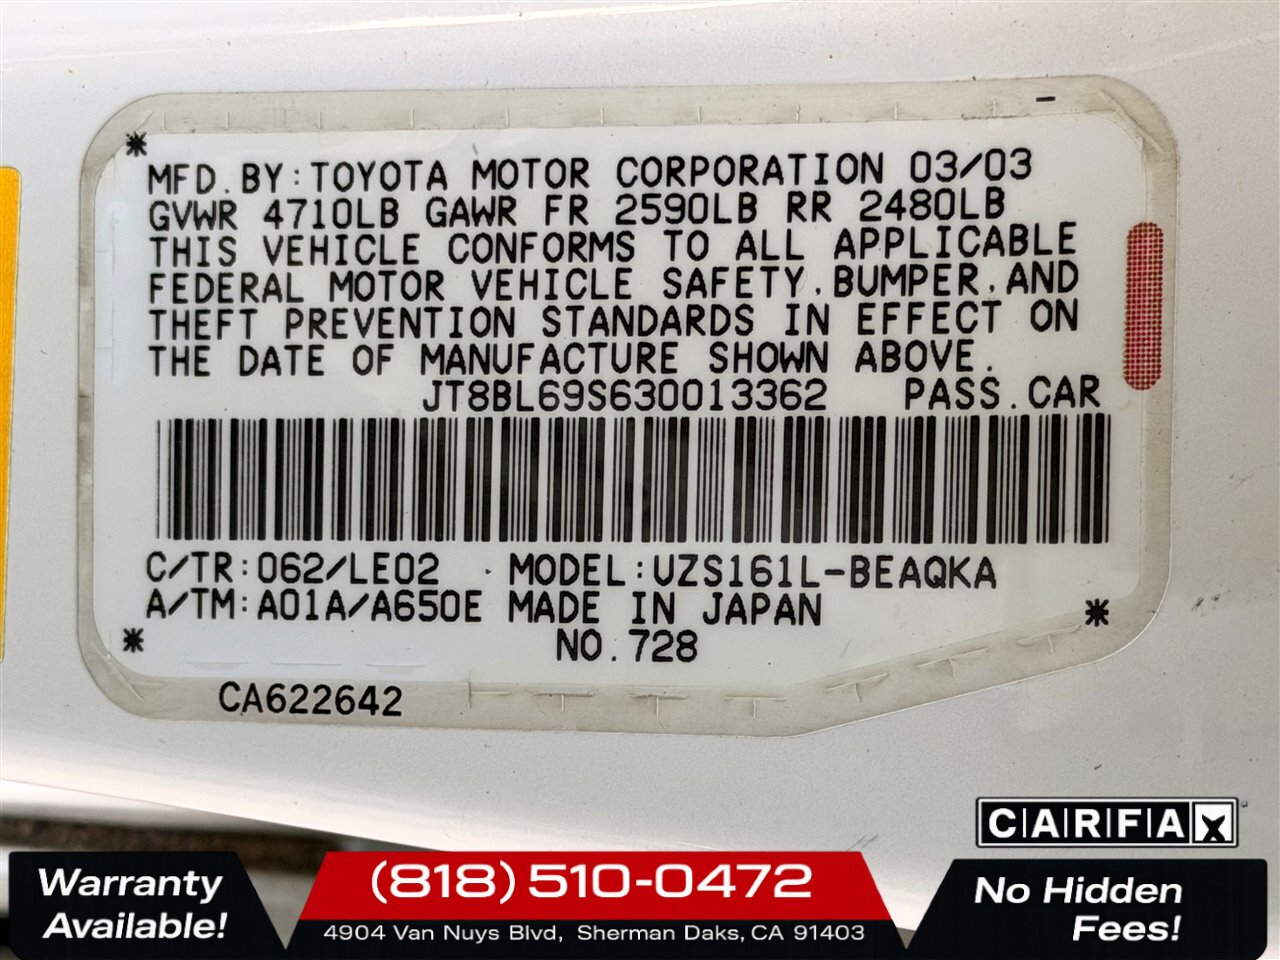 MFD.BY:TOYOTA MOTOR CORPORATION 03/03
GVWR 4710LB GAWR FR 2590LB RR 2480LB
THIS VEHICLE CONFORMS TO ALL APPLICABLE
FEDERAL MOTOR VEHICLE SAFETY.BUMPER.AND
THEFT PREVENTION STANDARDS IN EFFECT ON
THE DATE OF MANUFACTURE SHOWN ABOVE.
JT8BL69S630013362 PASS.CAR
C/TR:062/LE02 MODEL:UZS161L-BEAQKA
A/TM:A01A/A650E MADE IN JAPAN
NO.728
CA622642
CARFAX
Warranty
Available!
(818) 510-0472
4904 Van Nuys Blvd, Sherman Daks, CA 91403
No Hidden
Fees!